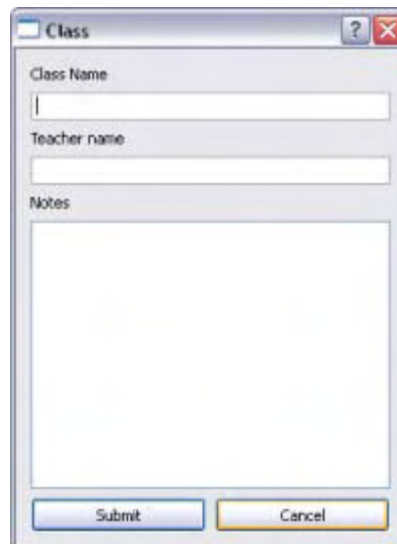 Class ?
Class Name
Teacher name
Notes
Submit Cancel